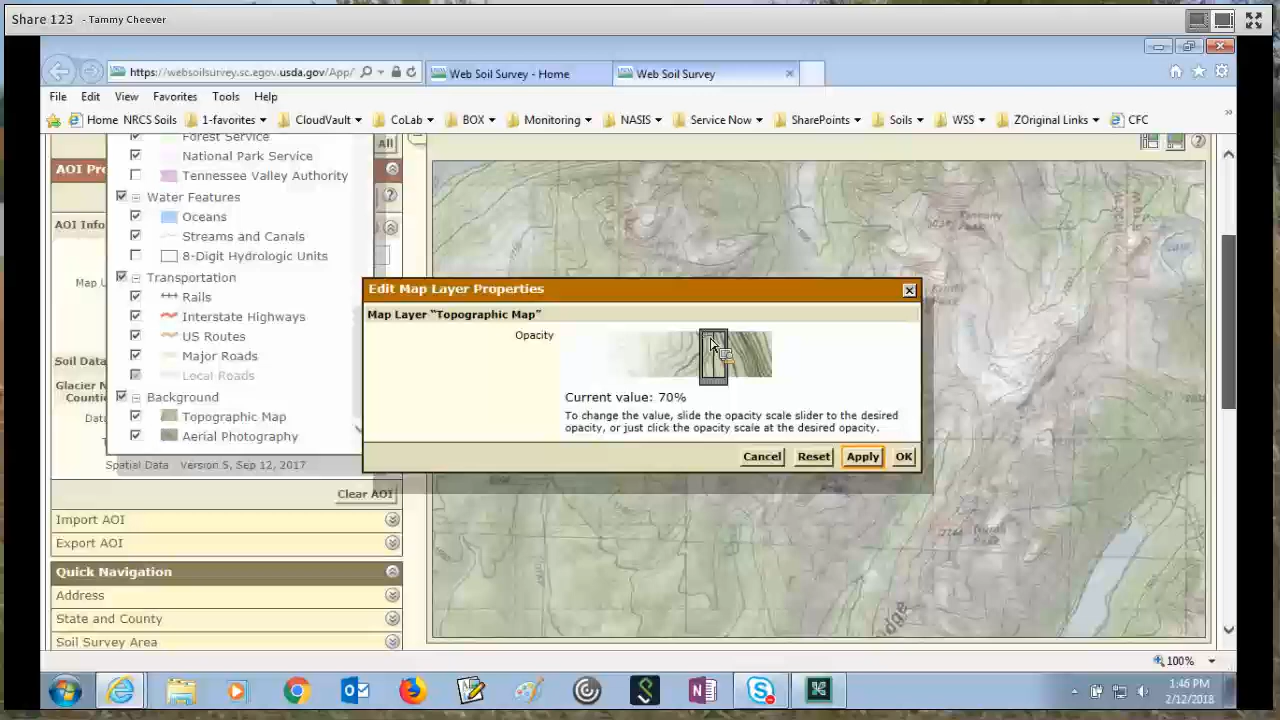 Share 123 - Tammy Cheever
https://websoilsurvey.sc.egov.usda.gov/App/
Web Soil Survey - Home
Web Soil Survey
File Edit View Favorites Tools Help
Home NRCS Soils 1-favorites CloudVault CoLab BOX Monitoring NASIS Service Now SharePoints Soils WSS ZOriginal Links CFC
Forest Service
All
National Park Service
AOI Pro
Tennessee Valley Authority
Water Features
Oceans
AOI Info
Streams and Canals
8-Digit Hydrologic Units
Transportation
Map U
Rails
Interstate Highways
US Routes
Major Roads
Soil Data
Local Roads
Glacier N
Counti
Background
Data
Topographic Map
Aerial Photography
Spatial Data Version 5, Sep 12, 2017
Clear AOI
Import AOI
Export AOI
Quick Navigation
Address
State and County
Soil Survey Area
Edit Map Layer Properties
Map Layer "Topographic Map"
Opacity
Current value: 70%
To change the value, slide the opacity scale slider to the desired
opacity, or just click the opacity scale at the desired opacity.
Cancel Reset Apply OK
Peak
dge
100%
1:46 PM
2/12/2018